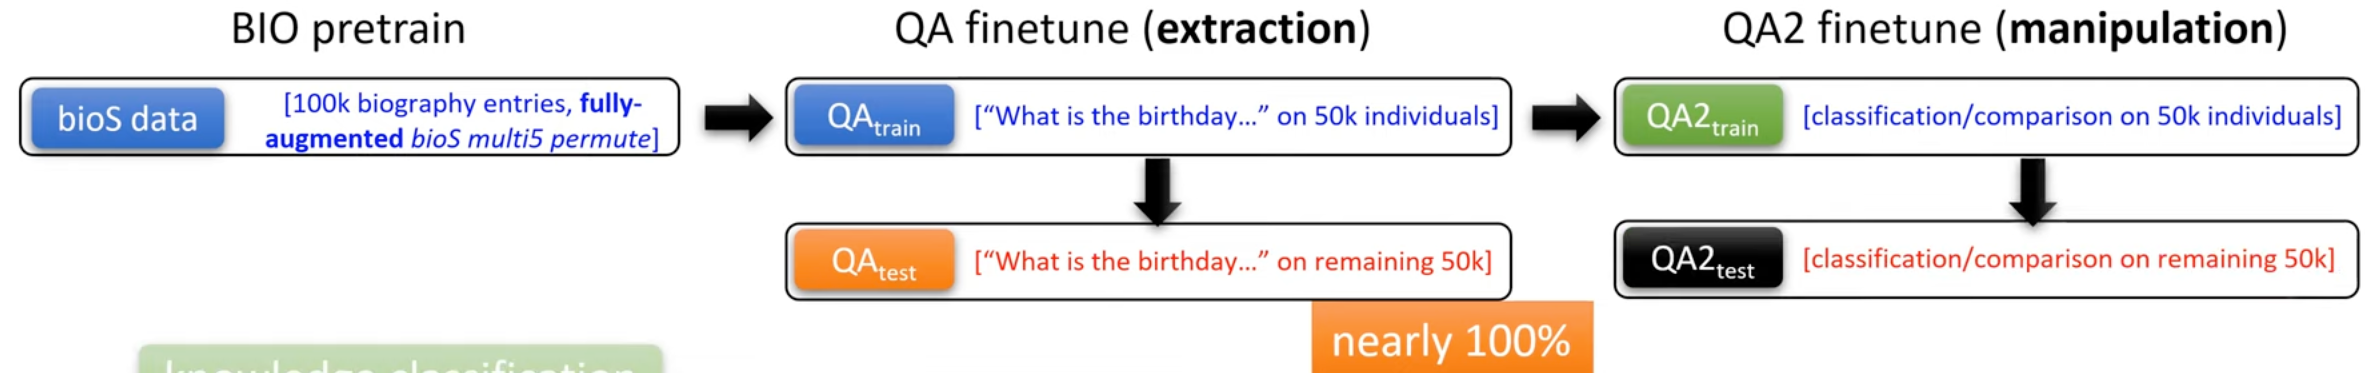 BIO pretrain
QA finetune (extraction)
QA2 finetune (manipulation)
bioS data
[100k biography entries, fully-
augmented bioS multi5 permute]
QAtrain
["What is the birthday…" on 50k individuals]
QA2train
[classification/comparison on 50k individuals]
QAtest
["What is the birthday…" on remaining 50k]
QA2test
[classification/comparison on remaining 50k]
nearly 100%
knowledge classification